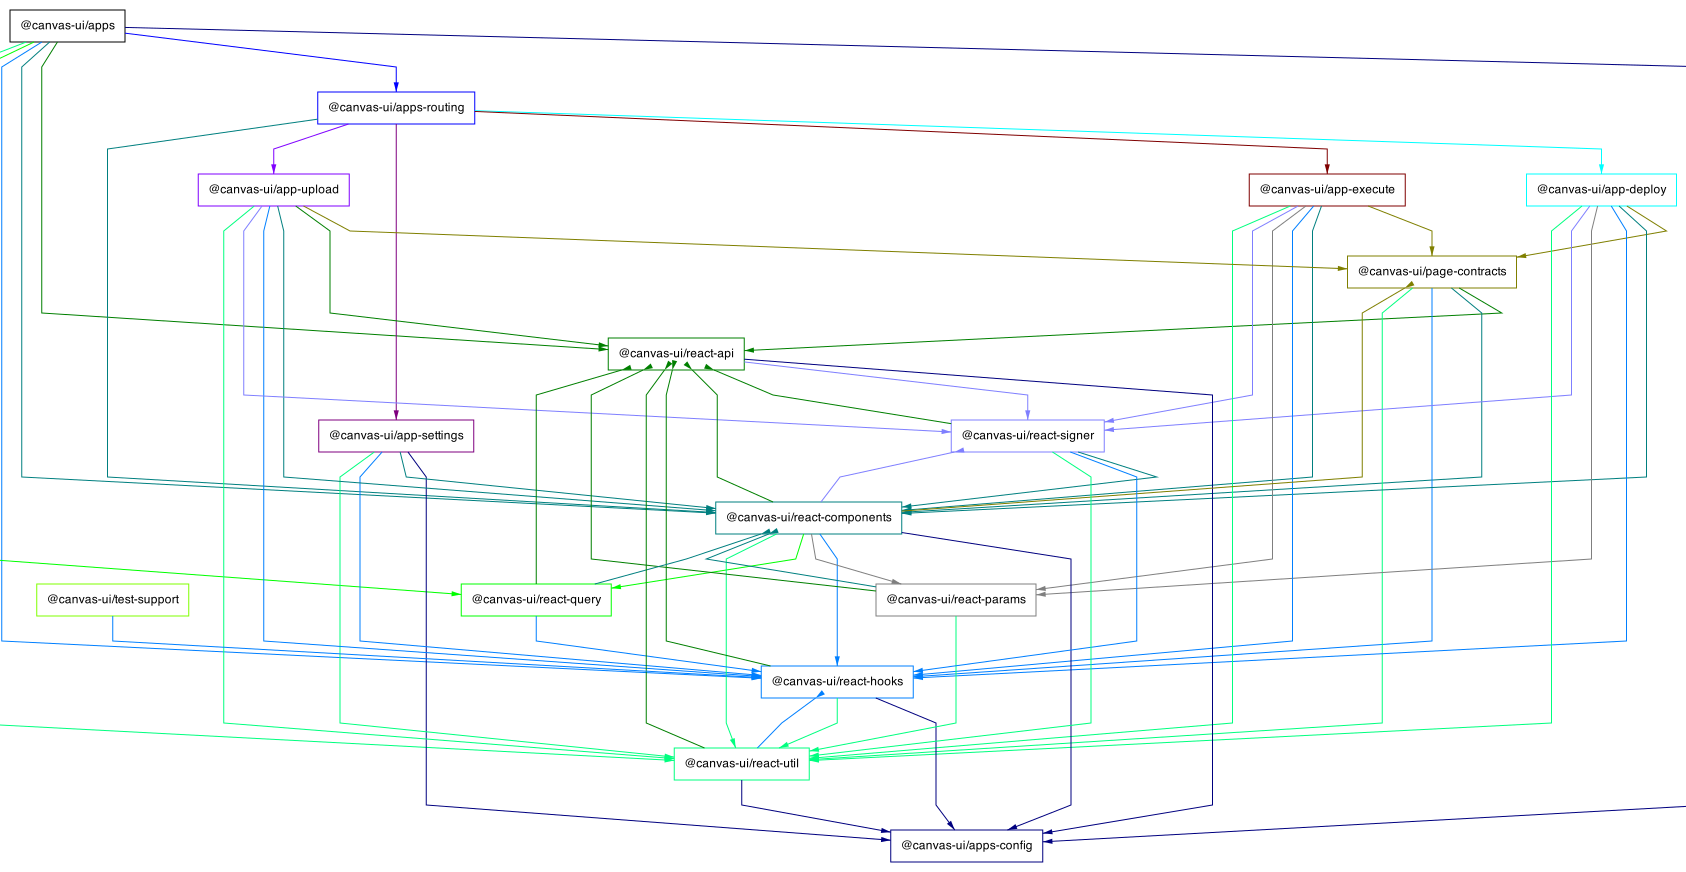 @canvas-ui/apps
@canvas-ui/apps-routing
@canvas-ui/app-upload
@canvas-ui/app-execute
@canvas-ui/app-deploy
@canvas-ui/page-contracts
@canvas-ui/react-api
@canvas-ui/app-settings
@canvas-ui/react-signer
@canvas-ui/react-components
@canvas-ui/test-support
@canvas-ui/react-query
@canvas-ui/react-params
@canvas-ui/react-hooks
@canvas-ui/react-util
@canvas-ui/apps-config